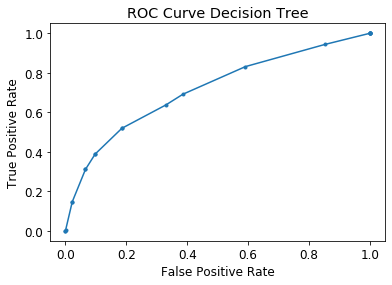 ROC Curve Decision Tree
1.0
0.8
0.6
0.4
0.2
0.0
True Positive Rate
0.0 0.2 0.4 0.6 0.8 1.0
False Positive Rate